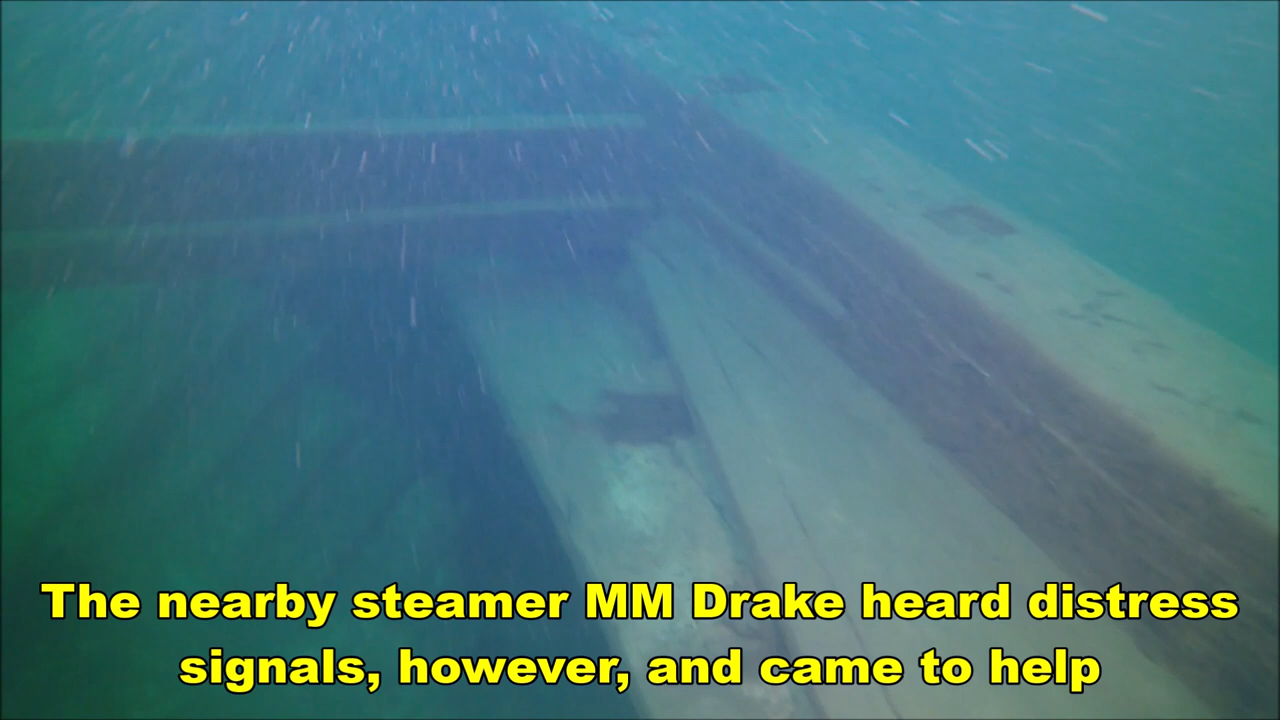 The nearby steamer MM Drake heard distress
signals, however, and came to help